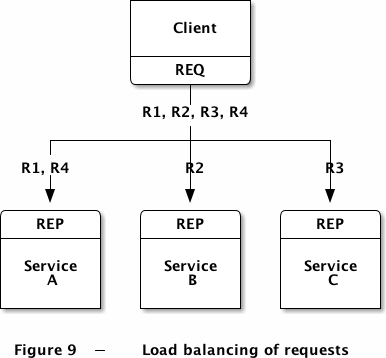 Client
REQ
R1, R2, R3, R4
R1, R4
R2
R3
REP
REP
REP
Service
A
Service
B
Service
C
Figure 9 — Load balancing of requests